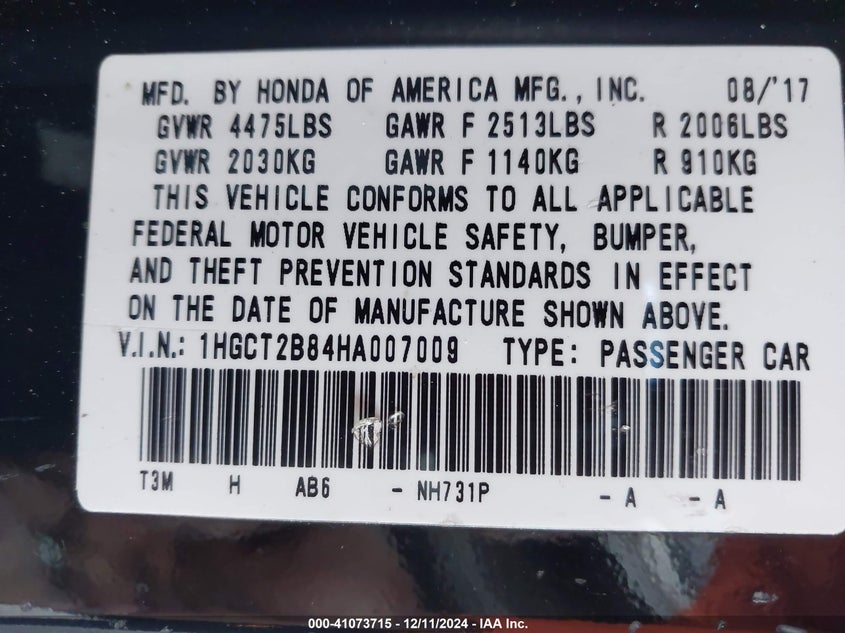 MFD. BY HONDA OF AMERICA MFG., INC. 08/'17
GVWR 4475LBS GAWR F 2513LBS R 2006LBS
GVWR 2030KG GAWR F 1140KG R 910KG
THIS VEHICLE CONFORMS TO ALL APPLICABLE
FEDERAL MOTOR VEHICLE SAFETY, BUMPER,
AND THEFT PREVENTION STANDARDS IN EFFECT
ON THE DATE OF MANUFACTURE SHOWN ABOVE.
V.I.N.: 1HGCT2B84HA007009 TYPE: PASSENGER CAR
T3M H AB6 - NH731P - A - A
000-41073715 - 12/11/2024 - IAA Inc.